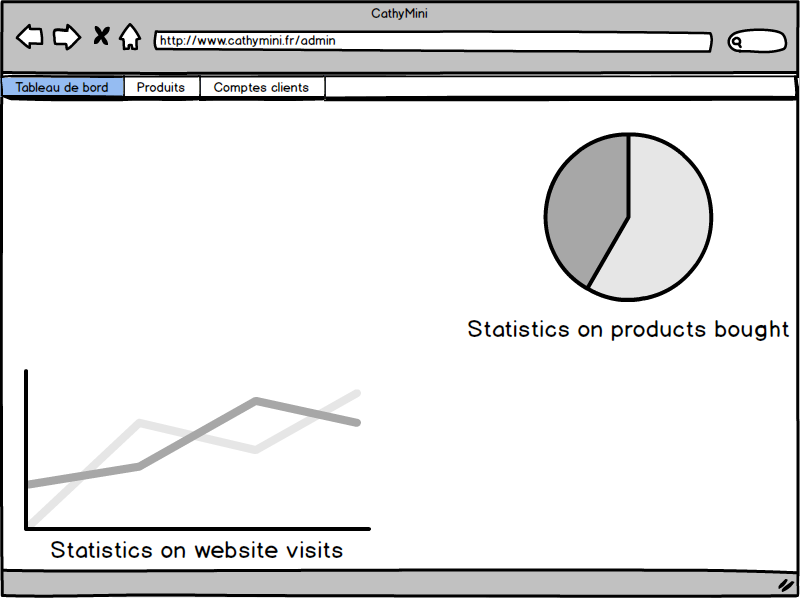 CathyMini
http://www.cathymini.fr/admin
Tableau de bord Produits Comptes clients
Statistics on products bought
Statistics on website visits